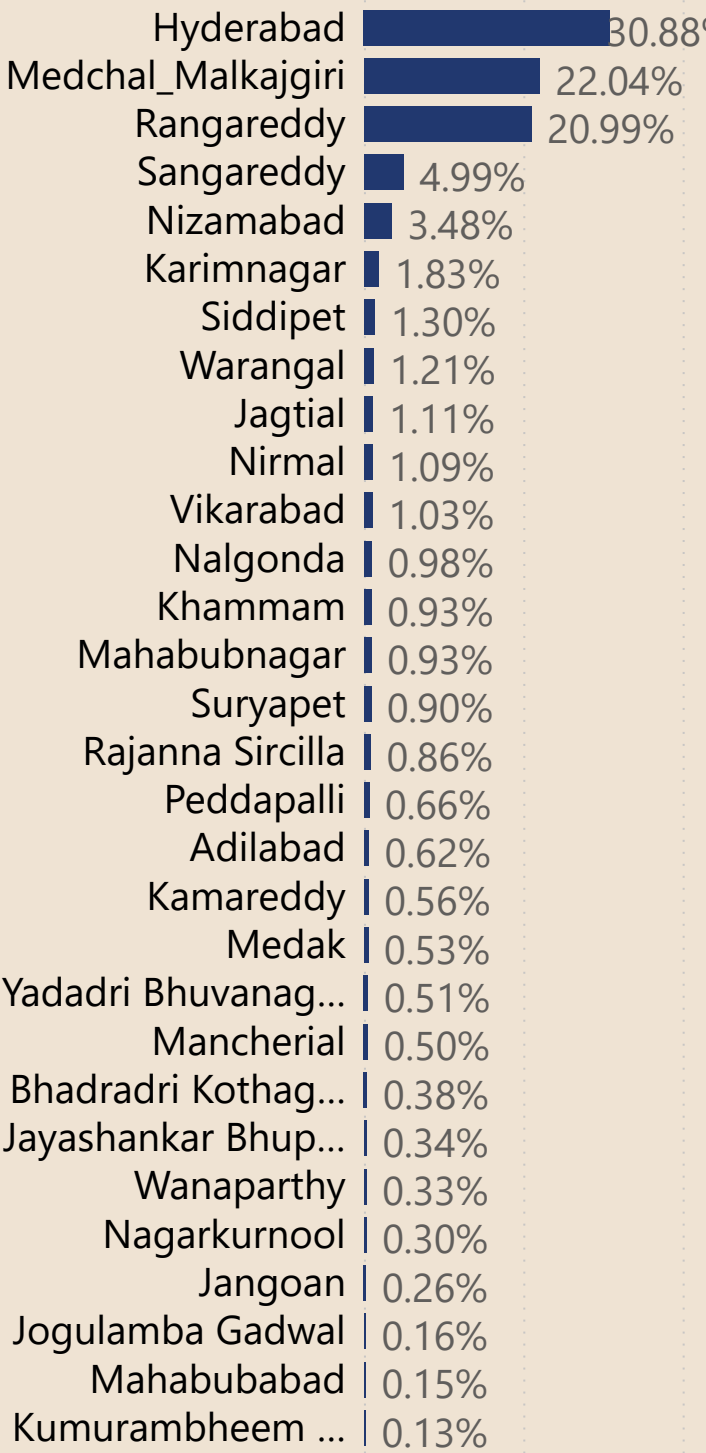 Hyderabad 30.88%
Medchal_Malkajgiri 22.04%
Rangareddy 20.99%
Sangareddy 4.99%
Nizamabad 3.48%
Karimnagar 1.83%
Siddipet 1.30%
Warangal 1.21%
Jagtial 1.11%
Nirmal 1.09%
Vikarabad 1.03%
Nalgonda 0.98%
Khammam 0.93%
Mahabubnagar 0.93%
Suryapet 0.90%
Rajanna Sircilla 0.86%
Peddapalli 0.66%
Adilabad 0.62%
Kamareddy 0.56%
Medak 0.53%
Yadadri Bhuvanag... 0.51%
Mancherial 0.50%
Bhadradri Kothag... 0.38%
Jayashankar Bhup... 0.34%
Wanaparthy 0.33%
Nagarkurnool 0.30%
Jangoan 0.26%
Jogulamba Gadwal 0.16%
Mahabubabad 0.15%
Kumurambheem ... 0.13%